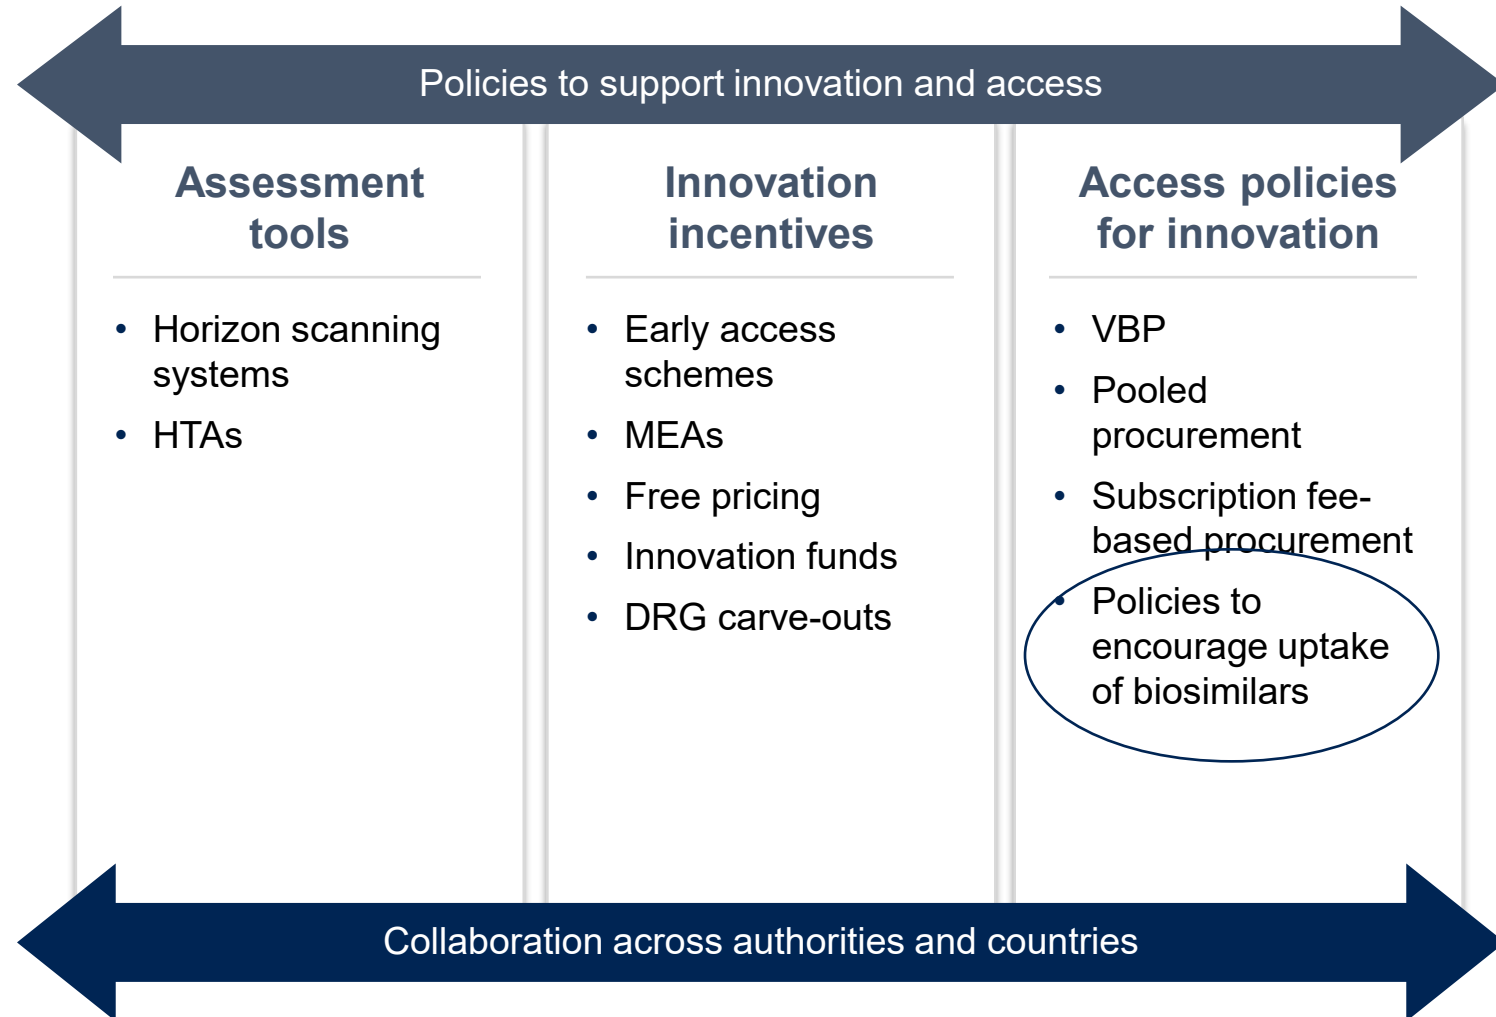 Policies to support innovation and access
Assessment
tools
• Horizon scanning
systems
• HTAs
Innovation
incentives
• Early access
schemes
• MEAs
• Free pricing
• Innovation funds
• DRG carve-outs
Access policies
for innovation
• VBP
• Pooled
procurement
• Subscription fee-
based procurement
• Policies to
encourage uptake
of biosimilars
Collaboration across authorities and countries